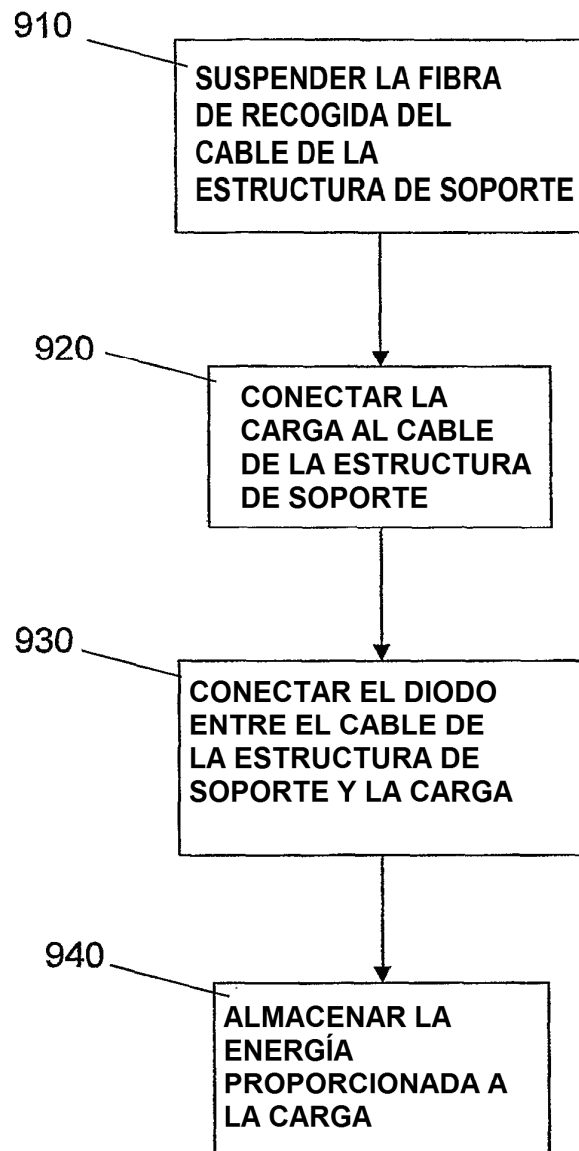 910
SUSPENDER LA FIBRA
DE RECOGIDA DEL
CABLE DE LA
ESTRUCTURA DE SOPORTE
920
CONECTAR LA
CARGA AL CABLE
DE LA ESTRUCTURA
DE SOPORTE
930
CONECTAR EL DIODO
ENTRE EL CABLE DE
LA ESTRUCTURA DE
SOPORTE Y LA CARGA
940
ALMACENAR LA
ENERGÍA
PROPORCIONADA A
LA CARGA